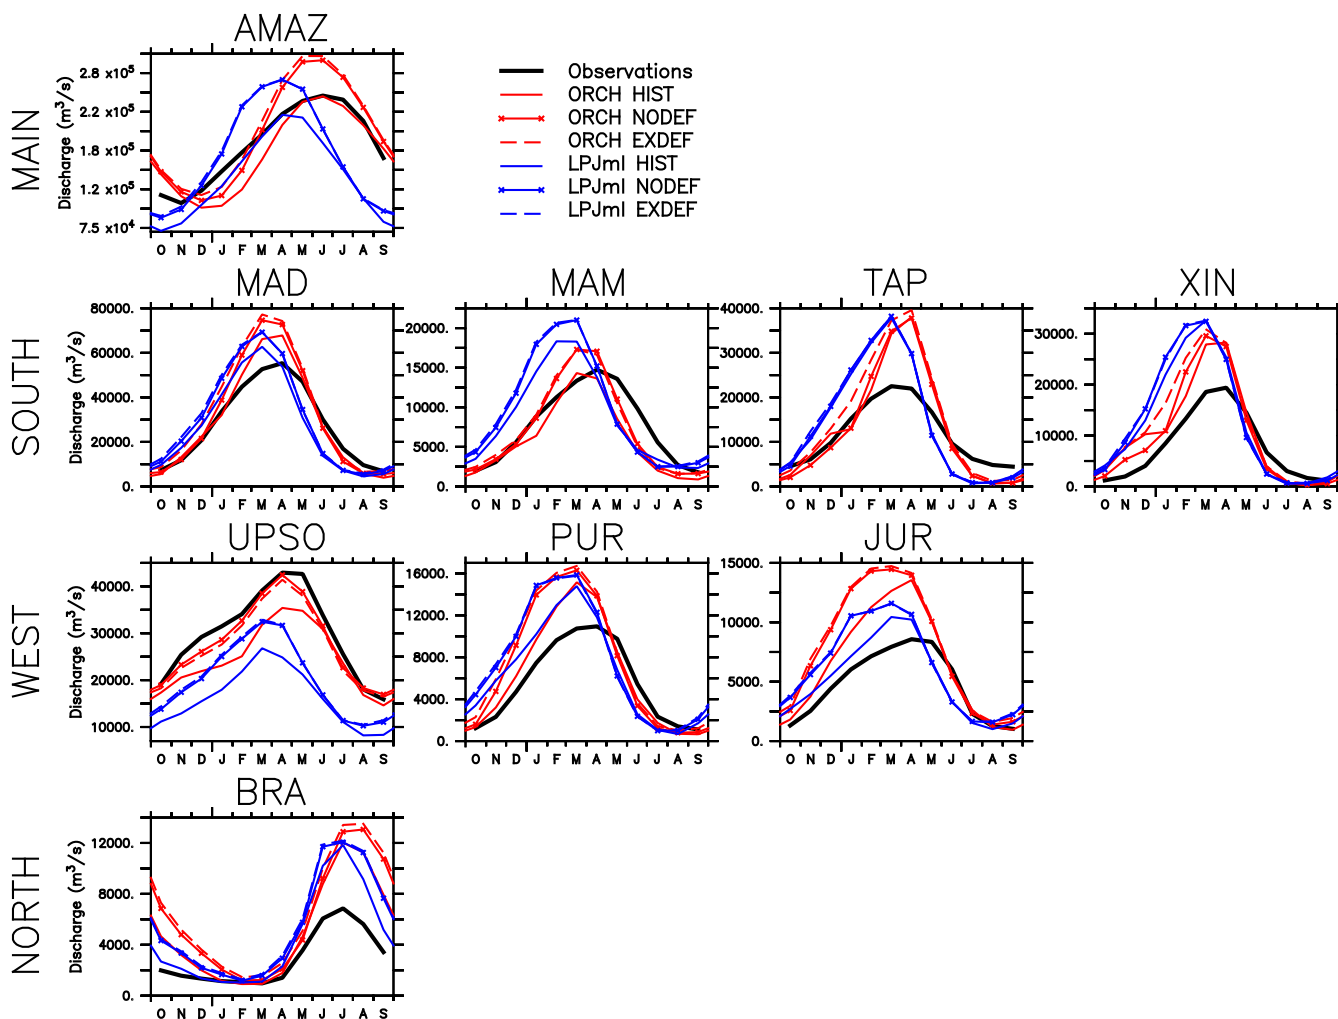 AMAZ
MAIN
Discharge (m³/s)
2.8 x10⁵
2.2 x10⁵
1.8 x10⁵
1.2 x10⁵
7.5 x10⁴
O N D J F M A M J J A S
Observations
ORCH HIST
ORCH NODEF
ORCH EXDEF
LPJml HIST
LPJml NODEF
LPJml EXDEF
SOUTH
MAD
Discharge (m³/s)
80000.
60000.
40000.
20000.
0.
O N D J F M A M J J A S
MAM
20000.
15000.
10000.
5000.
0.
O N D J F M A M J J A S
TAP
40000.
30000.
20000.
10000.
0.
O N D J F M A M J J A S
XIN
30000.
20000.
10000.
0.
O N D J F M A M J J A S
WEST
UPSO
Discharge (m³/s)
40000.
30000.
20000.
10000.
O N D J F M A M J J A S
PUR
16000.
12000.
8000.
4000.
0.
O N D J F M A M J J A S
JUR
15000.
10000.
5000.
0.
O N D J F M A M J J A S
NORTH
BRA
Discharge (m³/s)
12000.
8000.
4000.
0.
O N D J F M A M J J A S